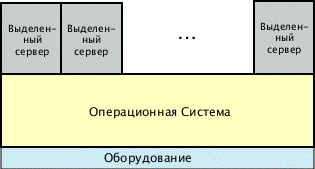 Выделен-
ный
сервер
Выделен-
ный
сервер
...
Выделен-
ный
сервер
Операционная Система
Оборудование